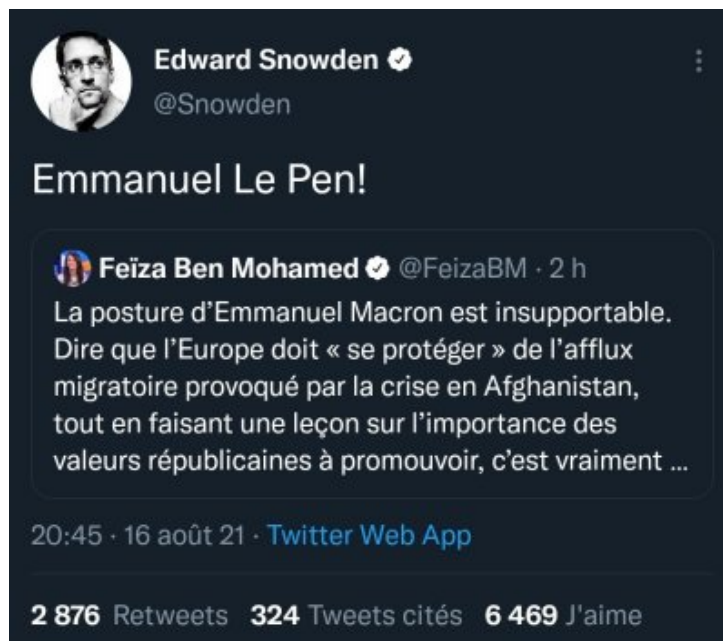 Edward Snowden
@Snowden
Emmanuel Le Pen!
Feïza Ben Mohamed @FeizaBM · 2 h
La posture d’Emmanuel Macron est insupportable.
Dire que l’Europe doit « se protéger » de l’afflux
migratoire provoqué par la crise en Afghanistan,
tout en faisant une leçon sur l’importance des
valeurs républicaines à promouvoir, c’est vraiment ...
20:45 · 16 août 21 · Twitter Web App
2 876 Retweets 324 Tweets cités 6 469 J'aime